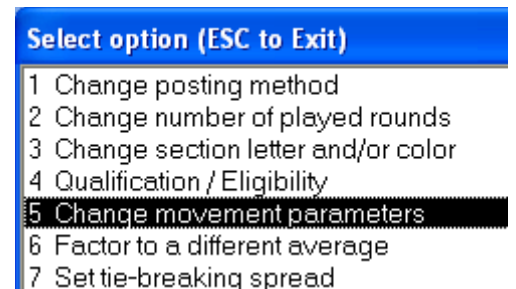 Select option (ESC to Exit)
1 Change posting method
2 Change number of played rounds
3 Change section letter and/or color
4 Qualification / Eligibility
5 Change movement parameters
6 Factor to a different average
7 Set tie-breaking spread